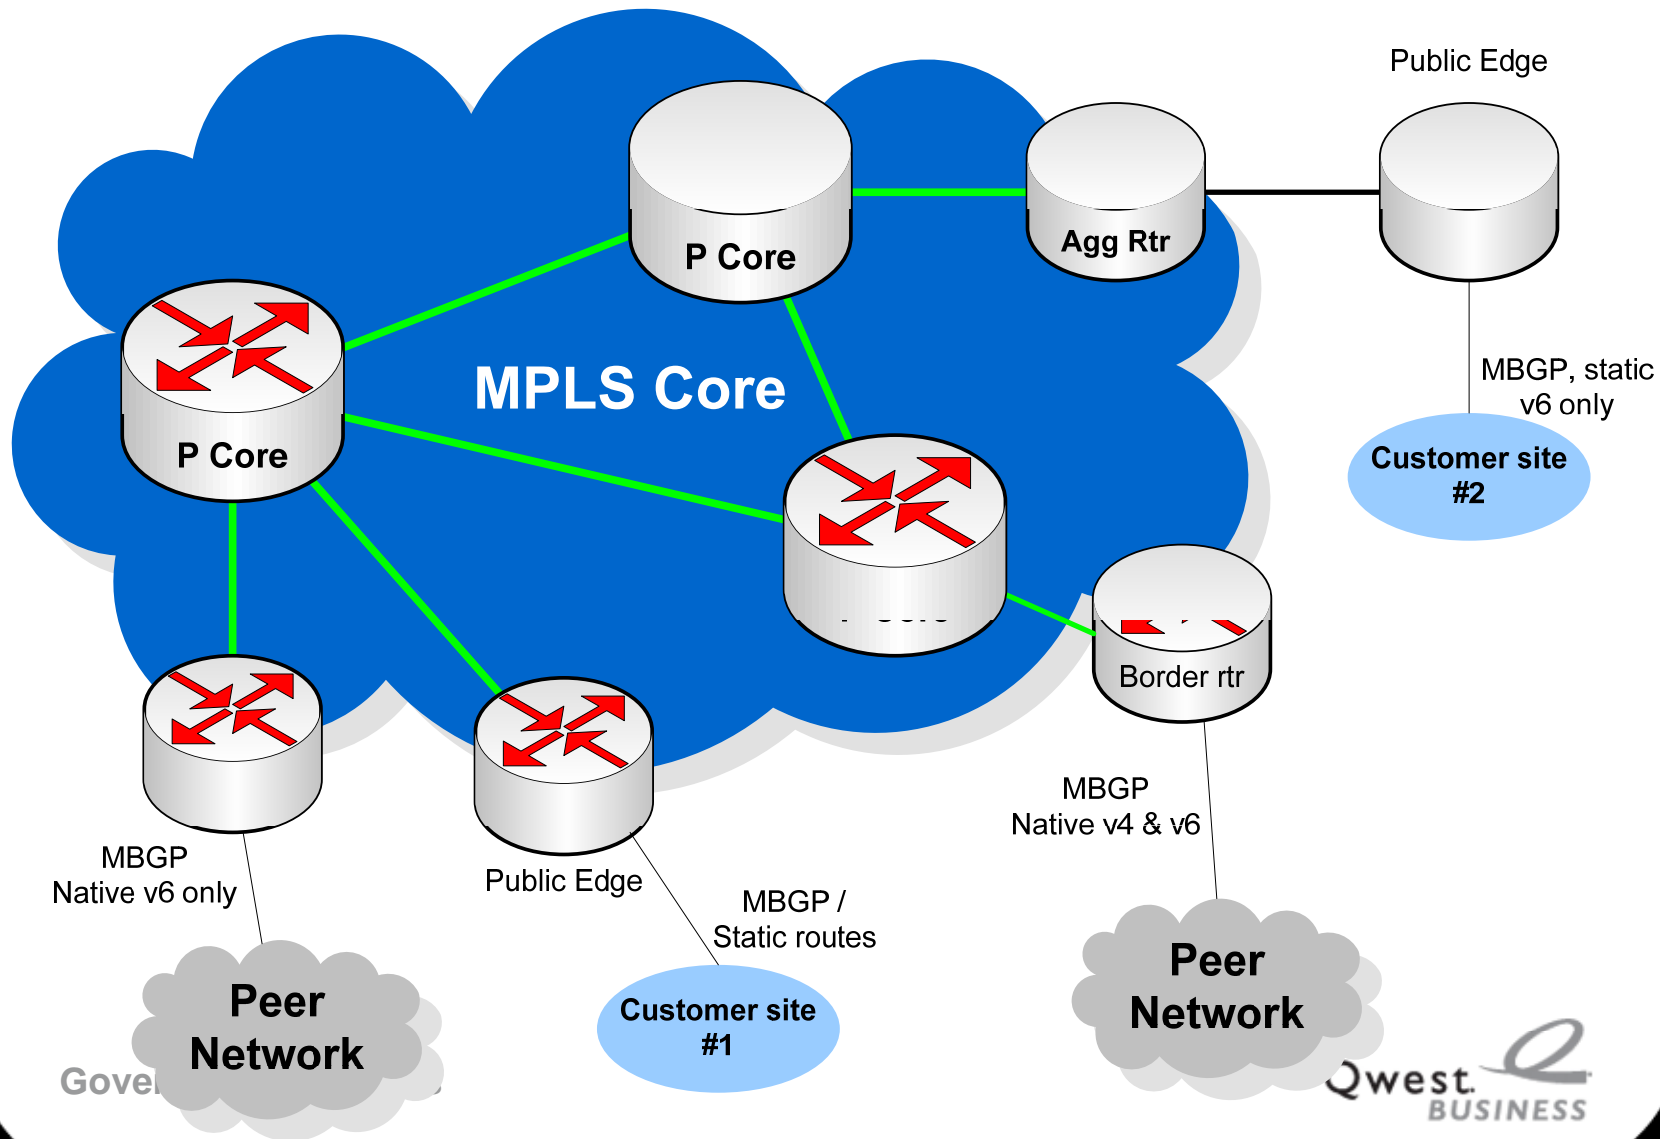 Public Edge
P Core
Agg Rtr
P Core
MPLS Core
MBGP, static
v6 only
Customer site
#2
Border rtr
MBGP
Native v4 & v6
MBGP
Native v6 only
Public Edge
MBGP /
Static routes
Peer
Network
Customer site
#1
Peer
Network
Qwest.
BUSINESS